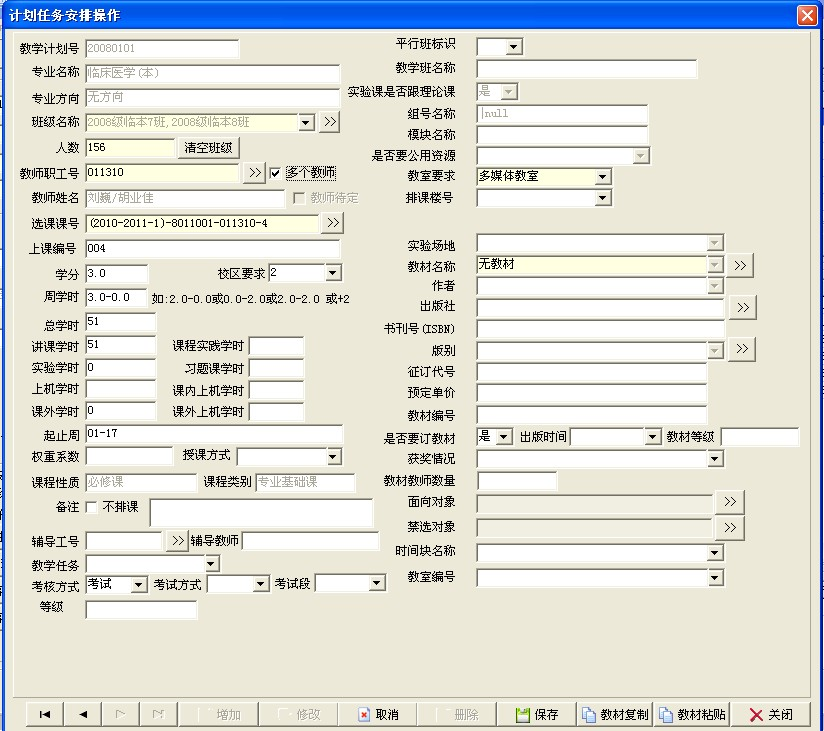 计划任务安排操作
教学计划号 20080101
专业名称 临床医学(本)
专业方向 无方向
班级名称 2008级临本7班,2008级临本8班 >>
人数 156 清空班级
教师职工号 011310 >> 多个教师
教师姓名 刘巍/胡业佳 教师待定
选课课号 (2010-2011-1)-8011001-011310-4 >>
上课编号 004
学分 3.0 校区要求 2
周学时 3.0-0.0 如:2.0-0.0或0.0-2.0或2.0-2.0 或+2
总学时 51
讲课学时 51 课程实践学时
实验学时 0 习题课学时
上机学时 课内上机学时
课外学时 0 课外上机学时
起止周 01-17
权重系数 授课方式
课程性质 必修课 课程类别 专业基础课
备注 不排课
辅导工号 >> 辅导教师
教学任务
考核方式 考试 考试方式 考试段
等级
平行班标识
教学班名称
实验课是否跟理论课 是
组号名称 null
模块名称
是否要公用资源
教室要求 多媒体教室
排课楼号
实验场地
教材名称 无教材 >>
作者
出版社 >>
书刊号(ISBN)
版别 >>
征订代号
预定单价
教材编号
是否要订教材 是 出版时间 教材等级
获奖情况
教材教师数量
面向对象 >>
禁选对象 >>
时间块名称
教室编号
增加 修改 取消 删除 保存 教材复制 教材粘贴 关闭